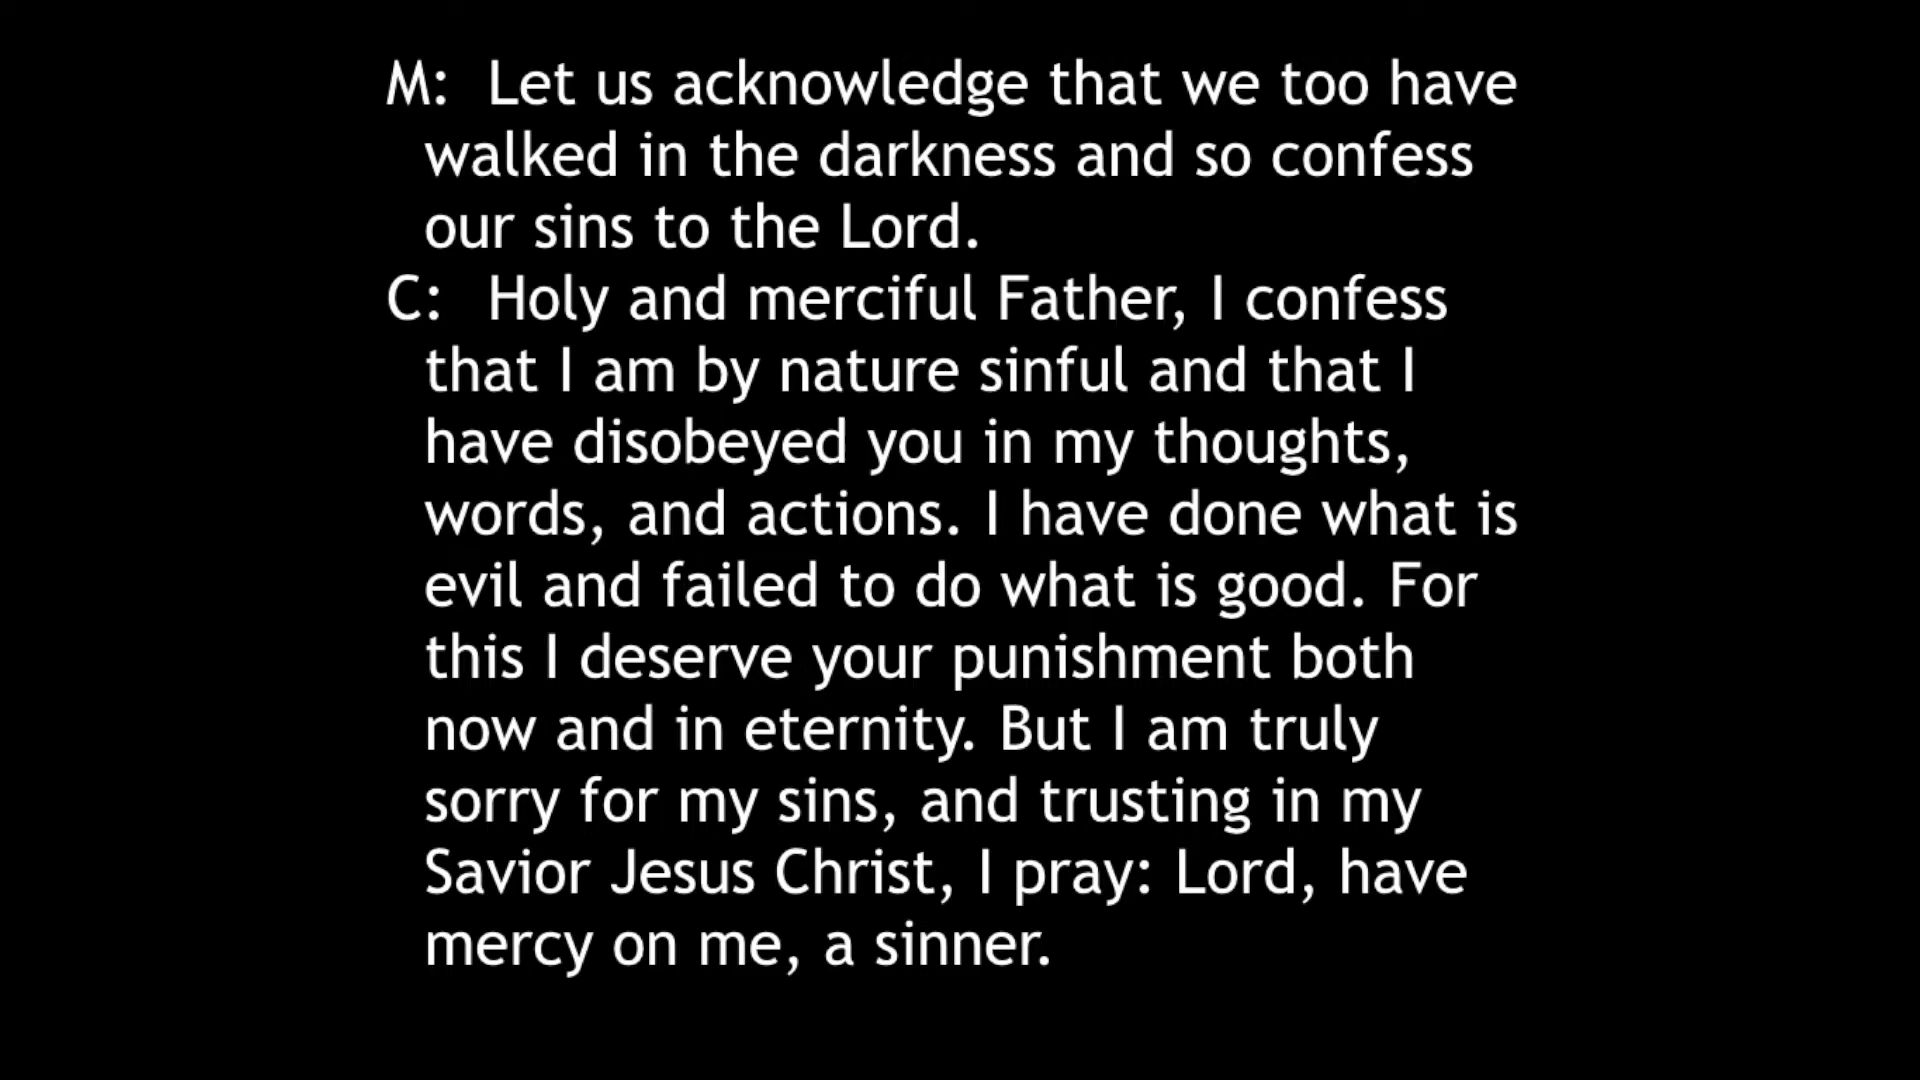 M: Let us acknowledge that we too have
walked in the darkness and so confess
our sins to the Lord.
C: Holy and merciful Father, I confess
that I am by nature sinful and that I
have disobeyed you in my thoughts,
words, and actions. I have done what is
evil and failed to do what is good. For
this I deserve your punishment both
now and in eternity. But I am truly
sorry for my sins, and trusting in my
Savior Jesus Christ, I pray: Lord, have
mercy on me, a sinner.